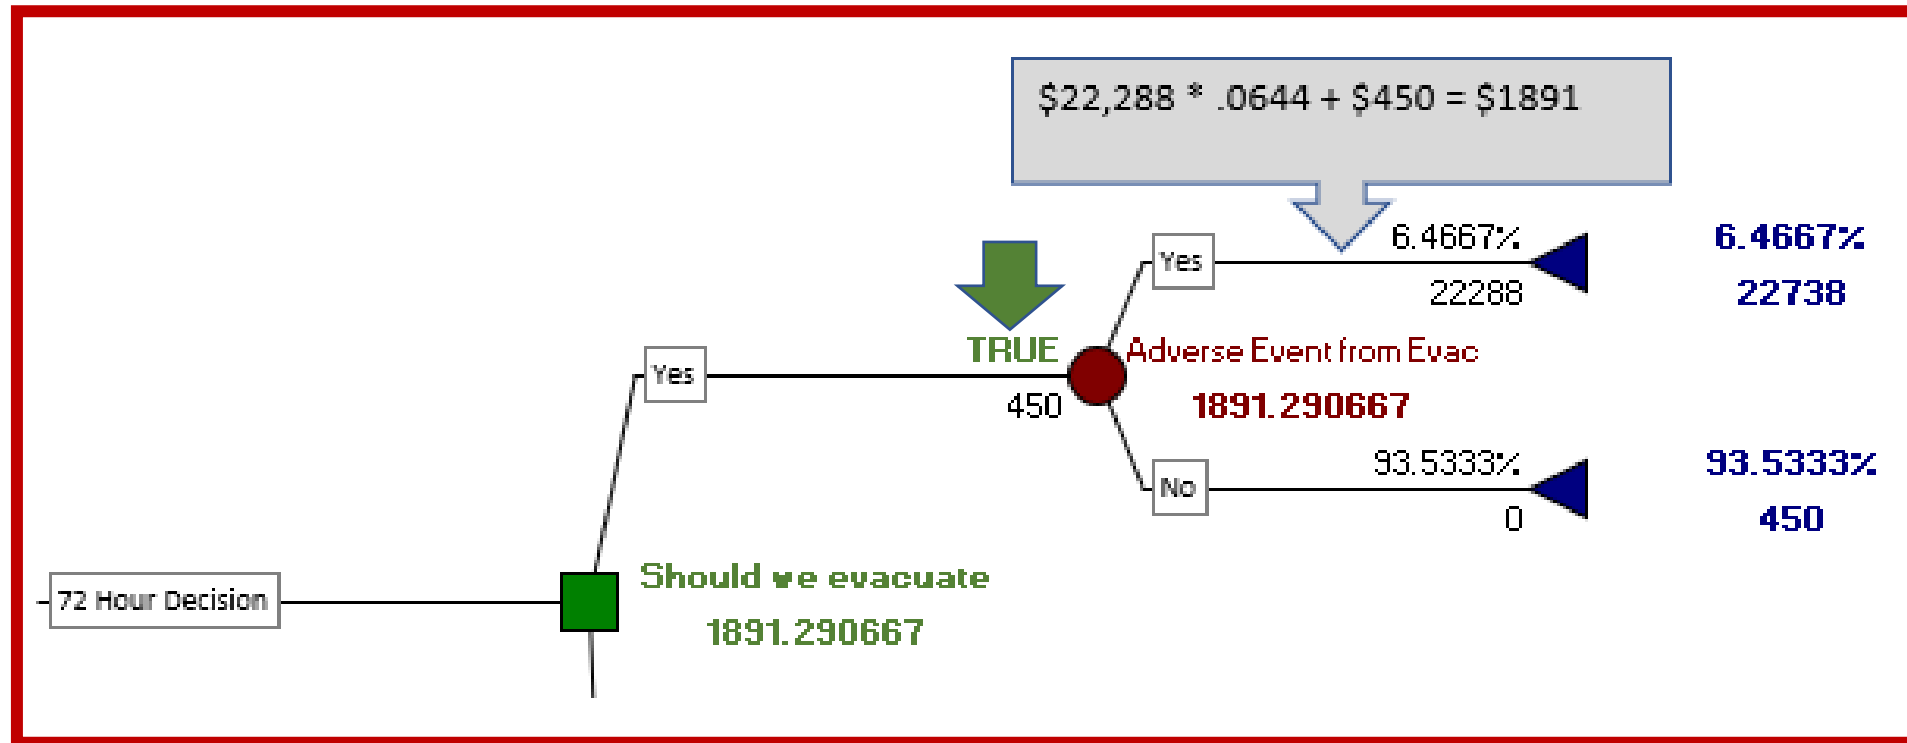 $22,288 * .0644 + $450 = $1891
6.4667%
6.4667%
Yes
22288
22738
TRUE
Adverse Event from Evac
Yes
450
1891.290667
93.5333%
93.5333%
No
0
450
Should we evacuate
72 Hour Decision
1891.290667